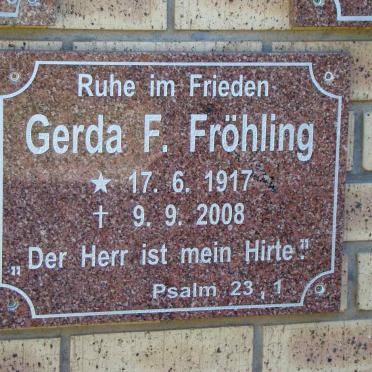 Ruhe im Frieden
Gerda F. Fröhling
★ 17. 6. 1917
† 9. 9. 2008
„Der Herr ist mein Hirte."
Psalm 23, 1